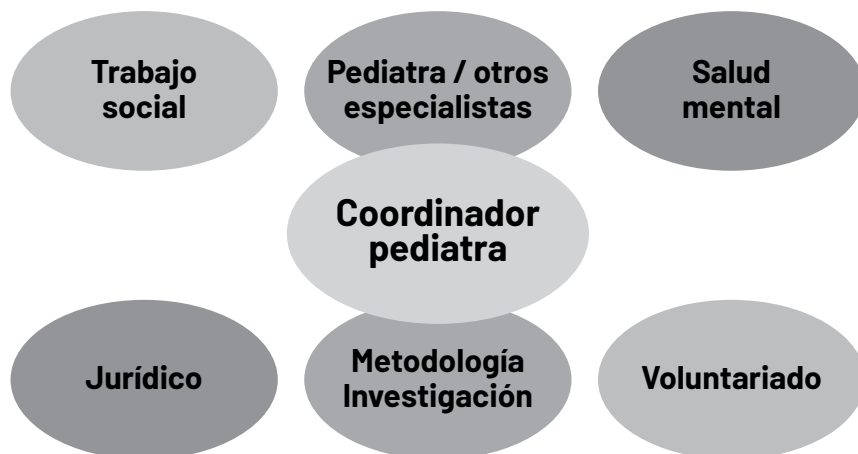 Trabajo
social
Pediatra / otros
especialistas
Salud
mental
Coordinador
pediatra
Jurídico
Metodología
Investigación
Voluntariado